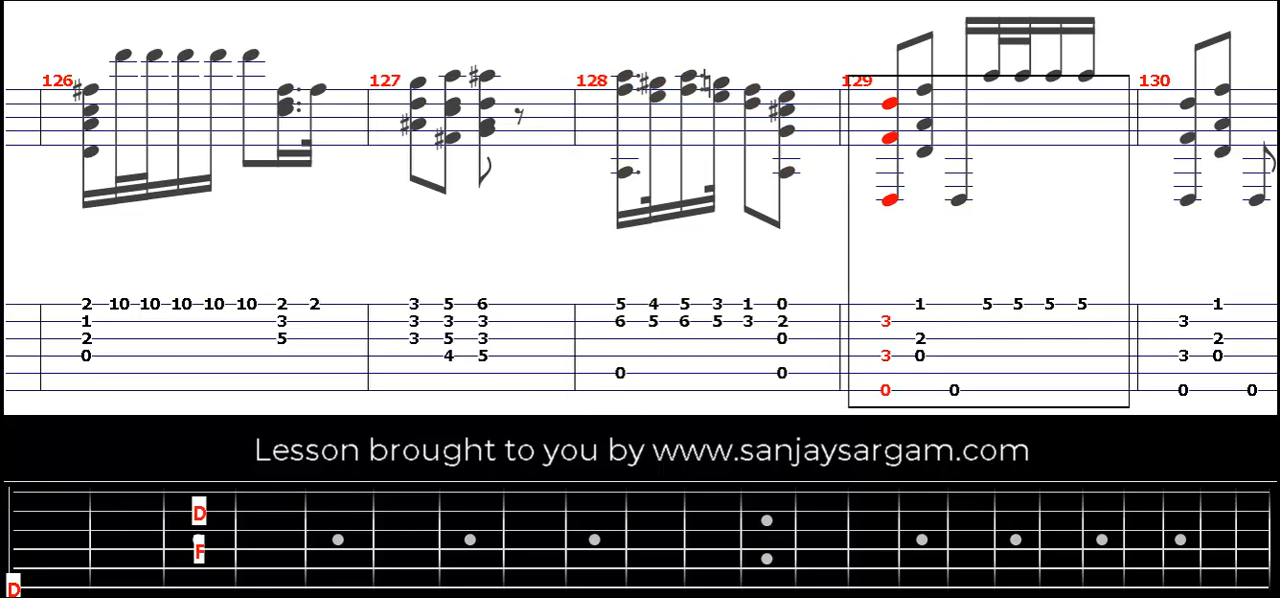 126 127 128 129 130
2 10 10 10 10 10 2 2 3 5 6 5 4 5 3 1 0 1 5 5 5 5 1
1 3 3 3 3 6 5 6 5 3 2 3 3
2 5 3 5 3 0 2 2
0 4 5 3 0 3 0
0 0
0 0 0 0
Lesson brought to you by www.sanjaysargam.com
D
F
D